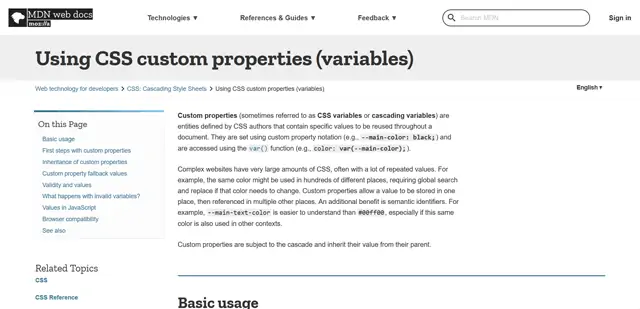 MDN web docs
mozilla
Technologies ▼
References & Guides ▼
Feedback ▼
Search MDN
Sign in
Using CSS custom properties (variables)
Web technology for developers > CSS: Cascading Style Sheets > Using CSS custom properties (variables)
English ▼
On this Page
Basic usage
First steps with custom properties
Inheritance of custom properties
Custom property fallback values
Validity and values
What happens with invalid variables?
Values in JavaScript
Browser compatibility
See also
Related Topics
CSS
CSS Reference
Custom properties (sometimes referred to as CSS variables or cascading variables) are
entities defined by CSS authors that contain specific values to be reused throughout a
document. They are set using custom property notation (e.g., --main-color: black;) and
are accessed using the var() function (e.g., color: var(--main-color);).
Complex websites have very large amounts of CSS, often with a lot of repeated values. For
example, the same color might be used in hundreds of different places, requiring global search
and replace if that color needs to change. Custom properties allow a value to be stored in one
place, then referenced in multiple other places. An additional benefit is semantic identifiers. For
example, --main-text-color is easier to understand than #00ff00, especially if this same
color is also used in other contexts.
Custom properties are subject to the cascade and inherit their value from their parent.
Basic usage